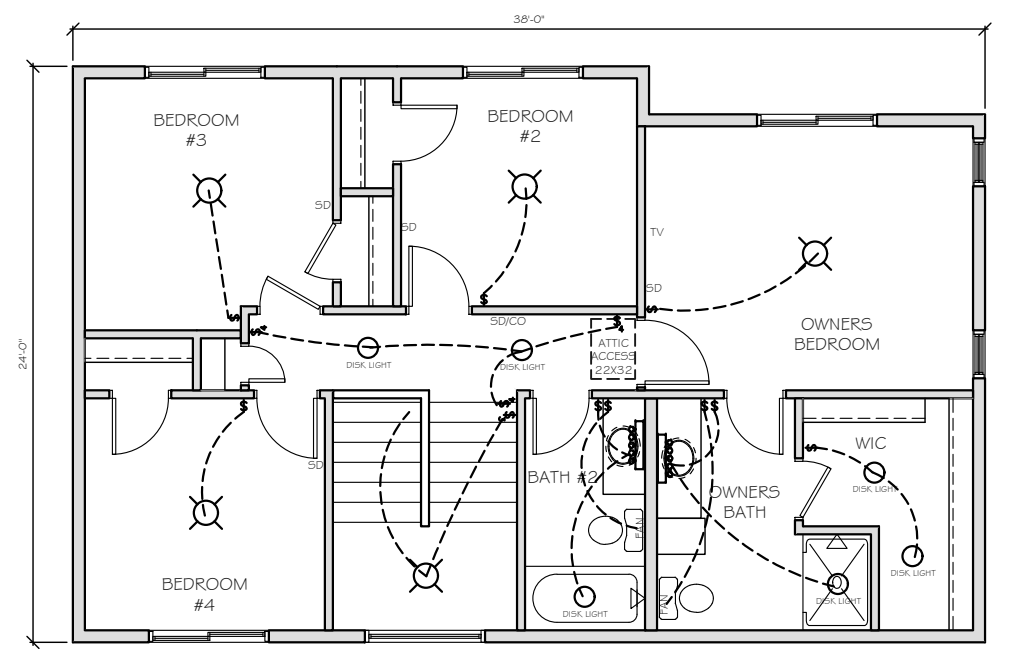 38'-0"
BEDROOM
#3
BEDROOM
#2
SD
SD
TV
SD
$
$
$4
SD/CO
$4
$
OWNERS
BEDROOM
24'-0"
ATTIC
ACCESS
22X32
DISK LIGHT
DISK LIGHT
$
$
$
$
$
$
$
$
SD
BATH #2
WIC
DISK LIGHT
OWNERS
BATH
FAN
DISK LIGHT
BEDROOM
#4
FAN
DISK LIGHT
DISK LIGHT